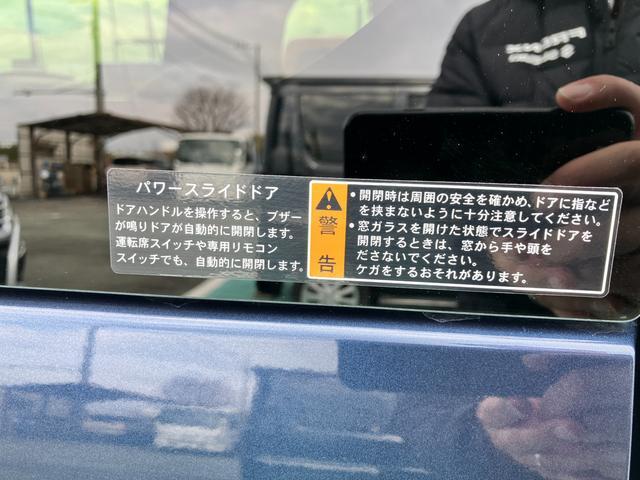 パワースライドドア
ドアハンドルを操作すると、ブザー
が鳴りドアが自動的に開閉します。
運転席スイッチや専用リモコン
スイッチでも、自動的に開閉します。
警告
・開閉時は周囲の安全を確かめ、ドアに指など
を挟まないように十分注意してください。
・窓ガラスを開けた状態でスライドドアを
開閉するときは、窓から手や頭を
ださないでください。
ケガをするおそれがあります。